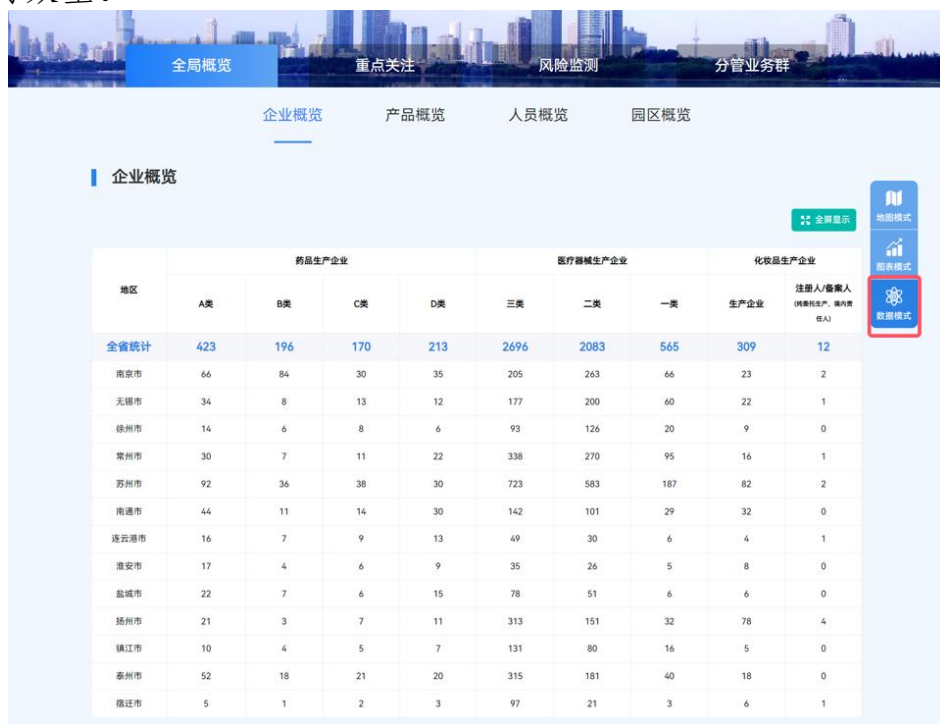 全局概览 重点关注 风险监测 分管业务群
企业概览 产品概览 人员概览 园区概览
企业概览
地图模式
全屏显示
图表模式
数据模式
地区 药品生产企业 医疗器械生产企业 化妆品生产企业
A类 B类 C类 D类 三类 二类 一类 生产企业 注册人/备案人
(纯委托生产、境内责
任人)
全省统计 423 196 170 213 2696 2083 565 309 12
南京市 66 84 30 35 205 263 66 23 2
无锡市 34 8 13 12 177 200 60 22 1
徐州市 14 6 8 6 93 126 20 9 0
常州市 30 7 11 22 338 270 95 16 1
苏州市 92 36 38 30 723 583 187 82 2
南通市 44 11 14 30 142 101 29 32 0
连云港市 16 7 9 13 49 30 6 4 1
淮安市 17 4 6 9 35 26 5 8 0
盐城市 22 7 6 15 78 51 6 6 0
扬州市 21 3 7 11 313 151 32 78 4
镇江市 10 4 5 7 131 80 16 5 0
泰州市 52 18 21 20 315 181 40 18 0
宿迁市 5 1 2 3 97 21 3 6 1